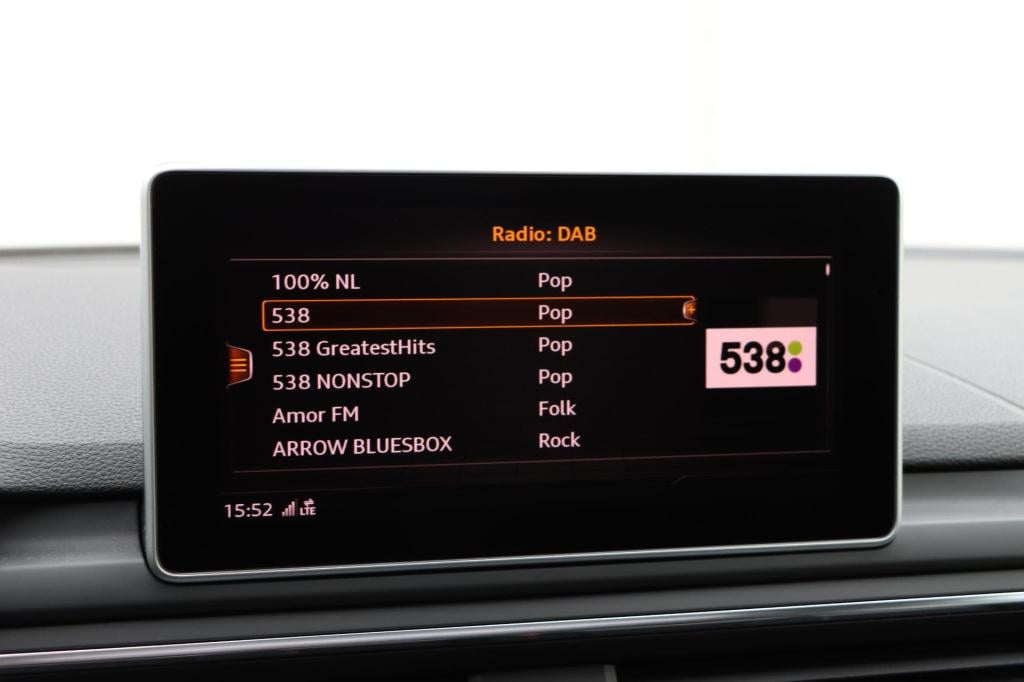 Radio: DAB
100% NL Pop
538 Pop
538 GreatestHits Pop
538 NONSTOP Pop
Amor FM Folk
ARROW BLUESBOX Rock
538
15:52 LTE